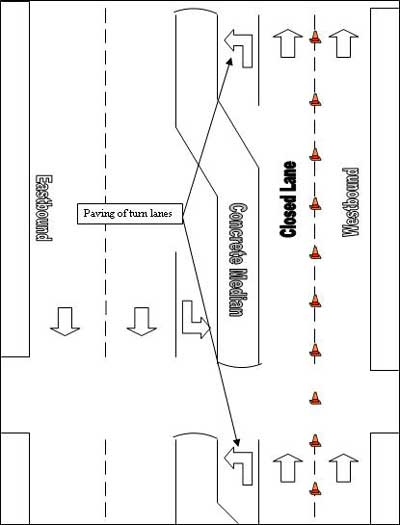 Eastbound
Paving of turn lanes
Concrete Median
Closed Lane
Westbound